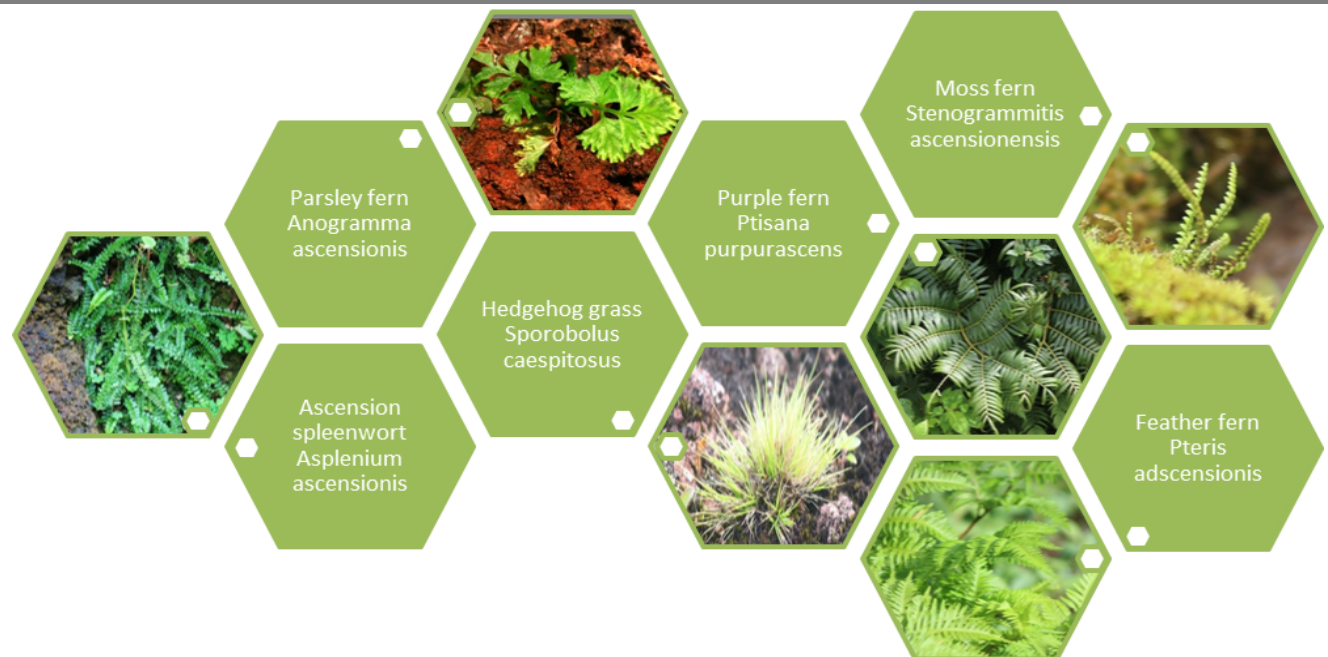 Moss fern
Stenogrammitis
ascensionensis
Parsley fern
Anogramma
ascensionis
Purple fern
Ptisana
purpurascens
Hedgehog grass
Sporobolus
caespitosus
Ascension
spleenwort
Asplenium
ascensionis
Feather fern
Pteris
adscensionis